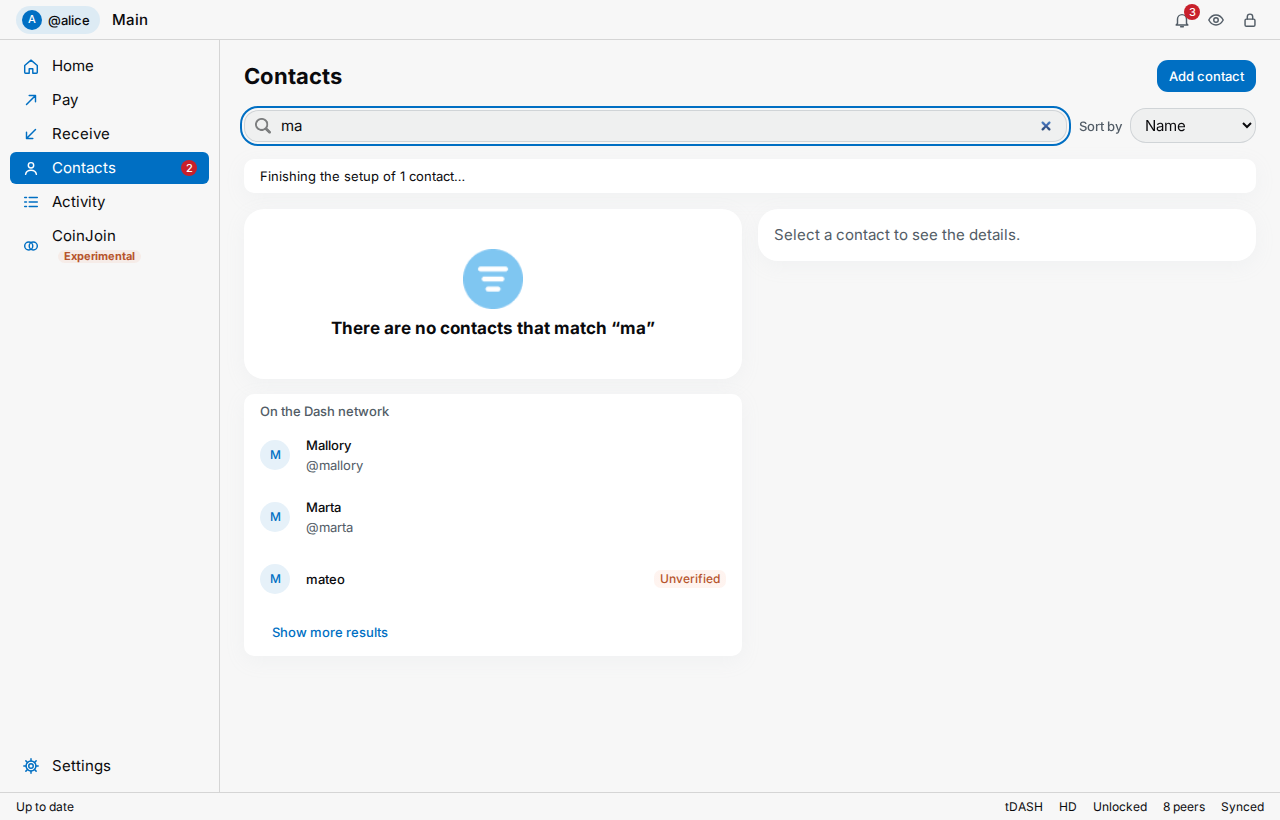 A @alice Main 3
Home
Pay
Receive
Contacts 2
Activity
CoinJoin
Experimental
Settings
Contacts
Add contact
ma
Sort by Name
Finishing the setup of 1 contact...
There are no contacts that match “ma”
Select a contact to see the details.
On the Dash network
M Mallory
@mallory
M Marta
@marta
M mateo Unverified
Show more results
Up to date tDASH HD Unlocked 8 peers Synced